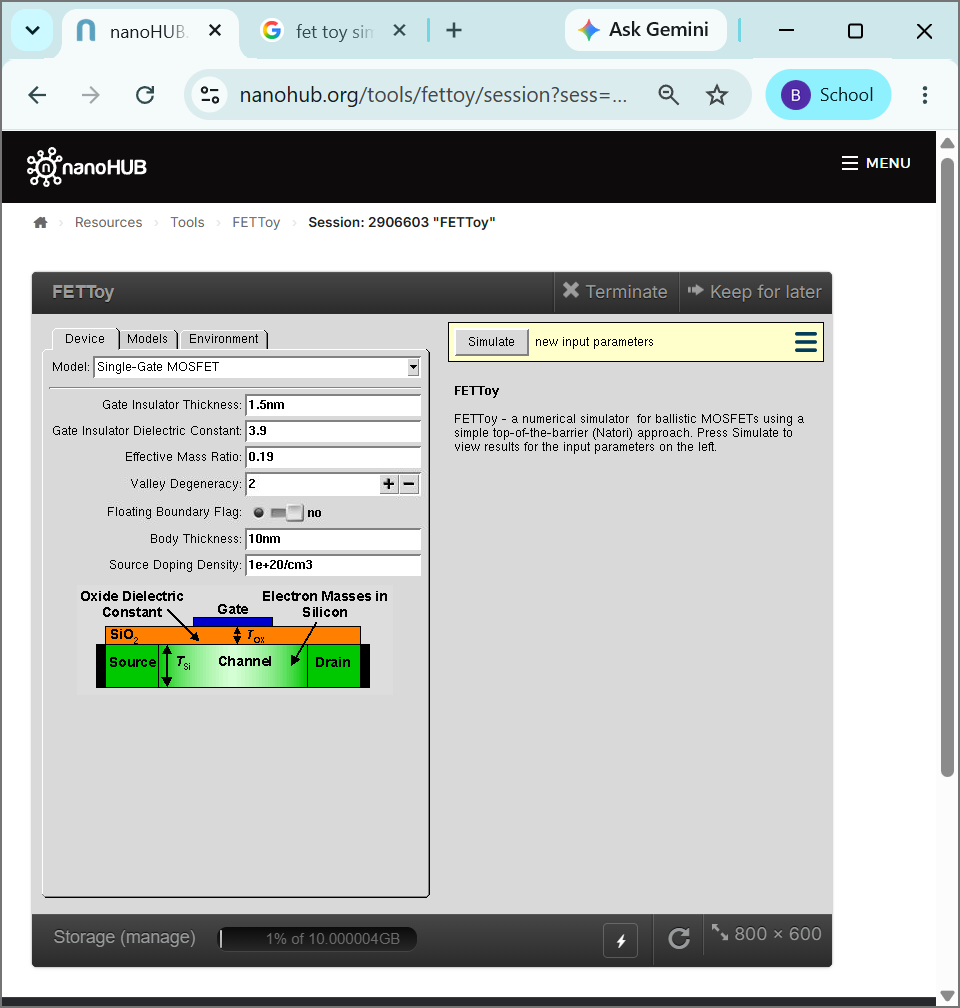 nanoHUB.
fet toy sim
Ask Gemini
nanohub.org/tools/fettoy/session?sess=...
B School
nanoHUB
MENU
Resources › Tools › FETToy › Session: 2906603 "FETToy"
FETToy
Terminate
Keep for later
Device
Models
Environment
Model: Single-Gate MOSFET
Gate Insulator Thickness: 1.5nm
Gate Insulator Dielectric Constant: 3.9
Effective Mass Ratio: 0.19
Valley Degeneracy: 2
Floating Boundary Flag: no
Body Thickness: 10nm
Source Doping Density: 1e+20/cm3
Oxide Dielectric
Constant
Gate
Electron Masses in
Silicon
SiO2
TOX
Source
TSi
Channel
Drain
Simulate
new input parameters
FETToy
FETToy - a numerical simulator for ballistic MOSFETs using a
simple top-of-the-barrier (Natori) approach. Press Simulate to
view results for the input parameters on the left.
Storage (manage)
1% of 10.000004GB
800 × 600